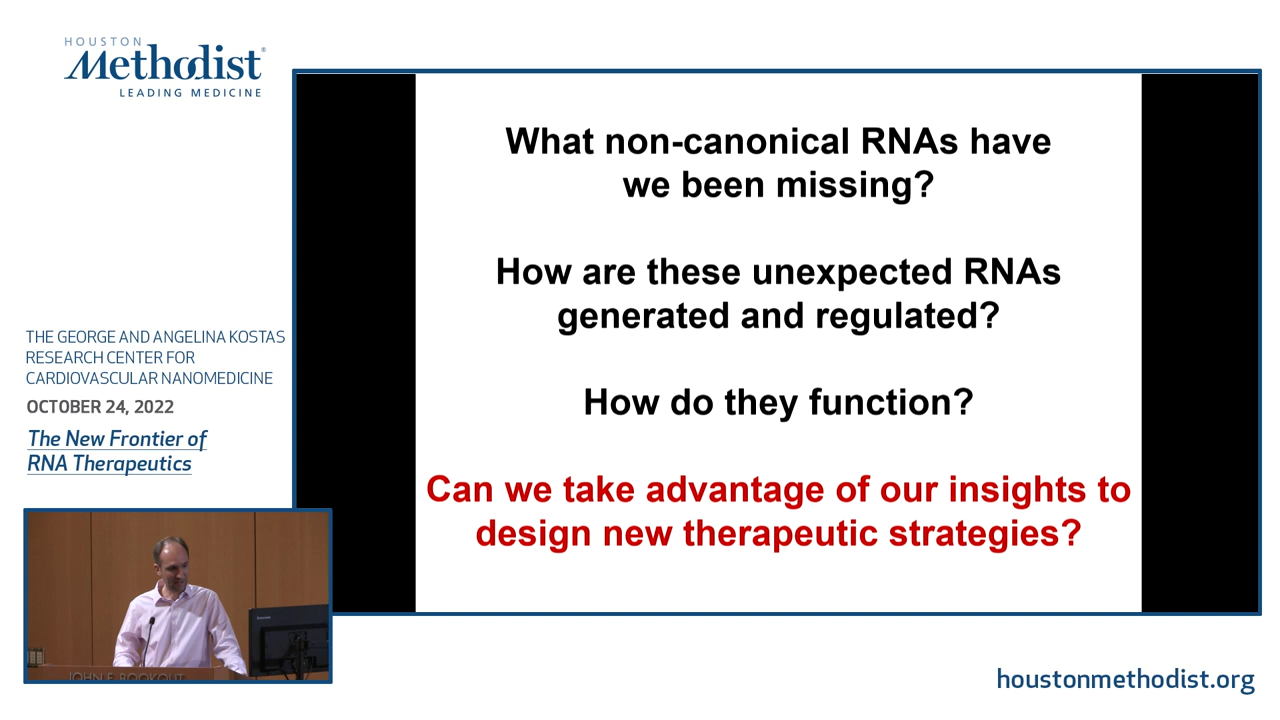 HOUSTON
Methodist®
LEADING MEDICINE
What non-canonical RNAs have
we been missing?
How are these unexpected RNAs
generated and regulated?
How do they function?
Can we take advantage of our insights to
design new therapeutic strategies?
THE GEORGE AND ANGELINA KOSTAS
RESEARCH CENTER FOR
CARDIOVASCULAR NANOMEDICINE
OCTOBER 24, 2022
The New Frontier of
RNA Therapeutics
JOHN F BOOKOUT
houstonmethodist.org